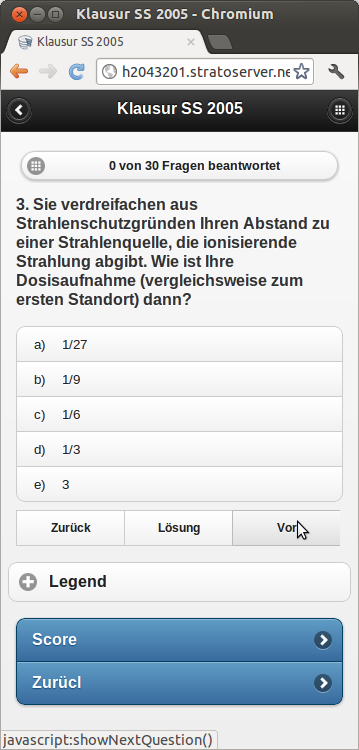 Klausur SS 2005 - Chromium
Klausur SS 2005
h2043201.stratoserver.ne
Klausur SS 2005
0 von 30 Fragen beantwortet
3. Sie verdreifachen aus
Strahlenschutzgründen Ihren Abstand zu
einer Strahlenquelle, die ionisierende
Strahlung abgibt. Wie ist Ihre
Dosisaufnahme (vergleichsweise zum
ersten Standort) dann?
a) 1/27
b) 1/9
c) 1/6
d) 1/3
e) 3
Zurück Lösung Vor
Legend
Score
Zurücl
javascript:showNextQuestion()